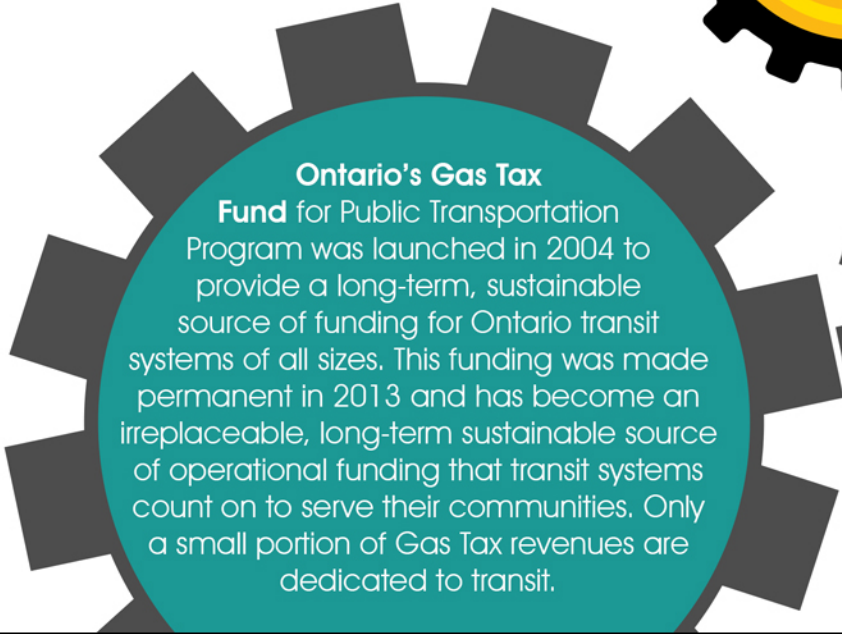 Ontario’s Gas Tax
Fund for Public Transportation
Program was launched in 2004 to
provide a long-term, sustainable
source of funding for Ontario transit
systems of all sizes. This funding was made
permanent in 2013 and has become an
irreplaceable, long-term sustainable source
of operational funding that transit systems
count on to serve their communities. Only
a small portion of Gas Tax revenues are
dedicated to transit.